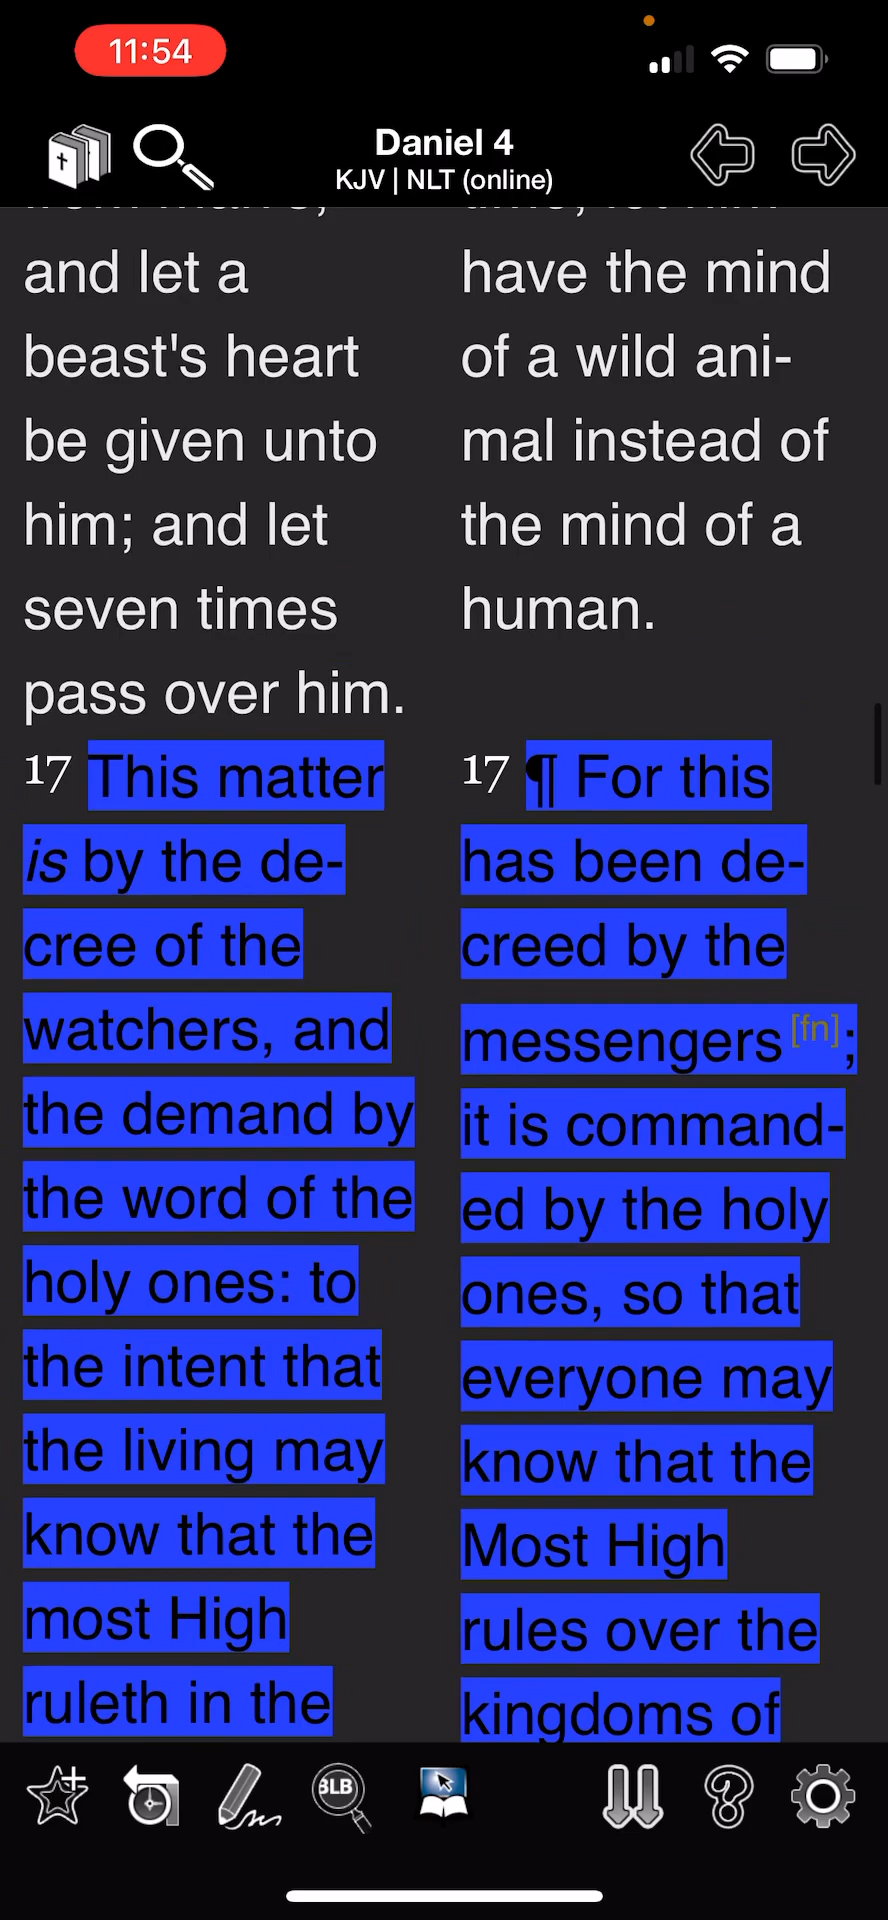 11:54
Daniel 4
KJV | NLT (online)
and let a
beast's heart
be given unto
him; and let
seven times
pass over him.
17 This matter
is by the de-
cree of the
watchers, and
the demand by
the word of the
holy ones: to
the intent that
the living may
know that the
most High
ruleth in the
have the mind
of a wild ani-
mal instead of
the mind of a
human.
17 ¶ For this
has been de-
creed by the
messengers[fn];
it is command-
ed by the holy
ones, so that
everyone may
know that the
Most High
rules over the
kingdoms of
BLB